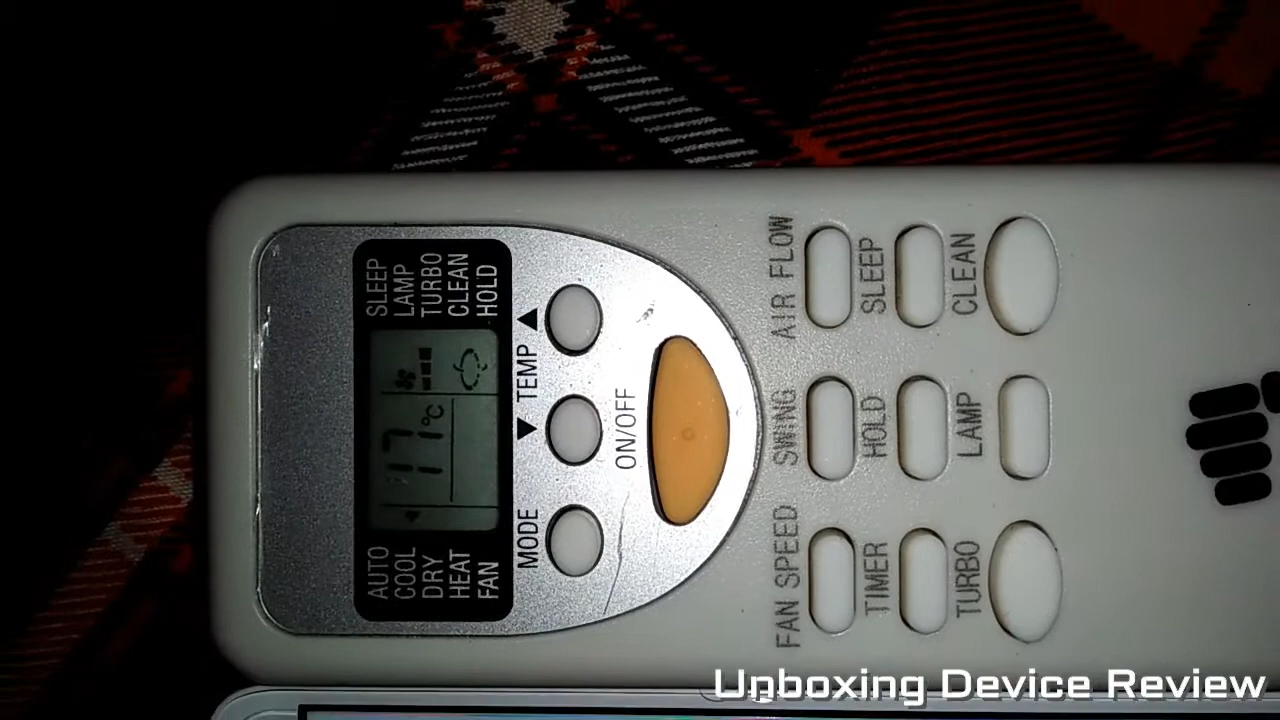 AUTO
COOL
DRY
HEAT
FAN
17 °C
SLEEP
LAMP
TURBO
CLEAN
HOLD
MODE
▼ TEMP ▲
ON/OFF
FAN SPEED
SWING
AIR FLOW
TIMER
HOLD
SLEEP
TURBO
LAMP
CLEAN
Unboxing Device Review